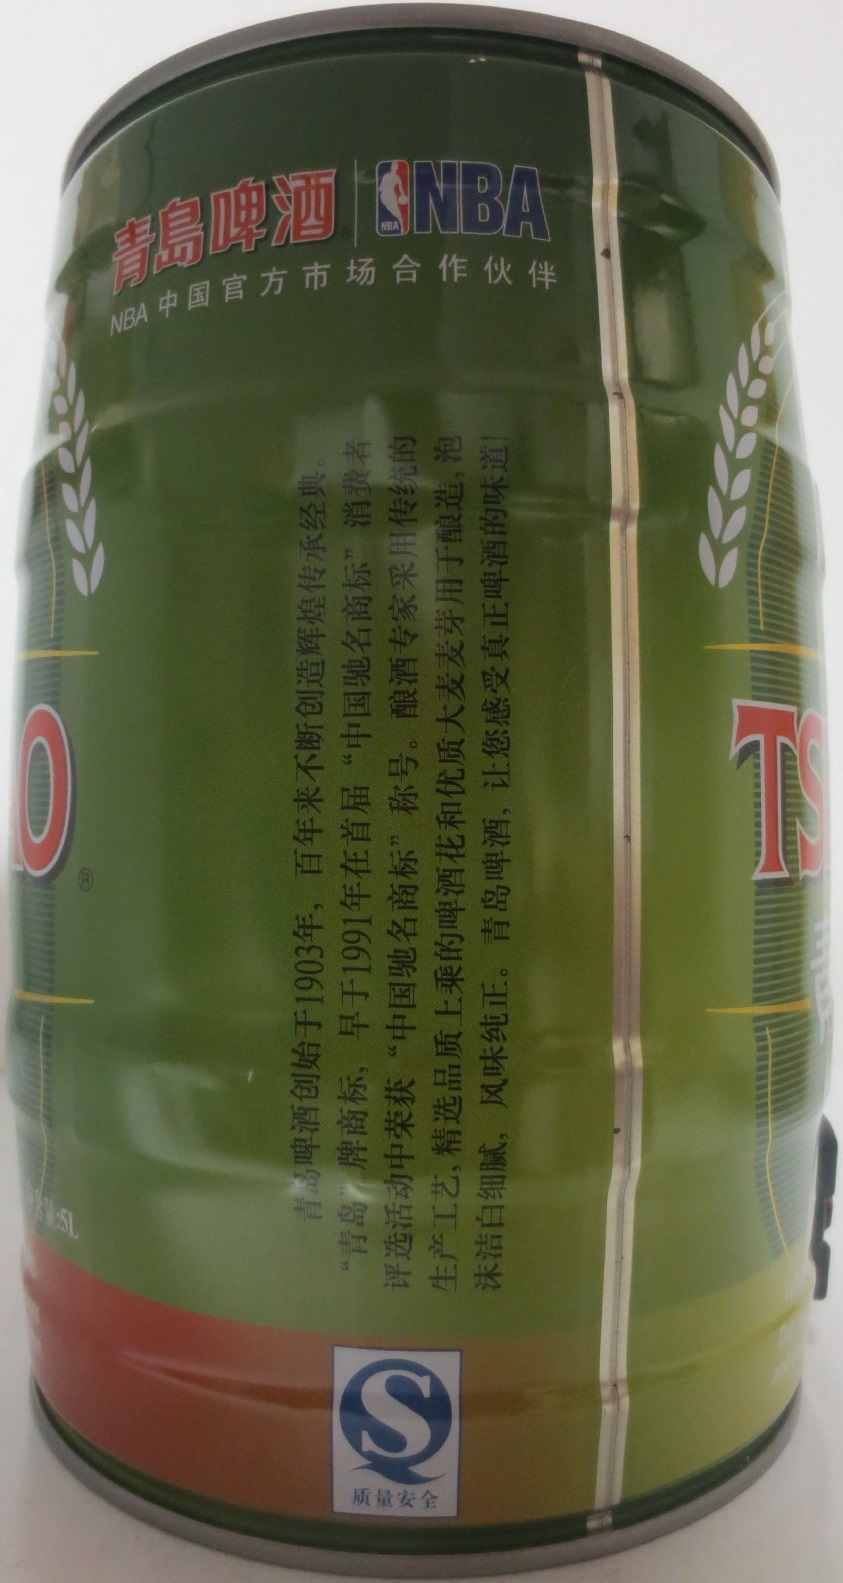 青岛啤酒 NBA NBA
NBA中国官方市场合作伙伴
青岛啤酒创始于1903年，百年来不断创造辉煌传承经典。
“青岛”牌商标，早于1991年在首届“中国驰名商标”消费者
评选活动中荣获“中国驰名商标”称号。酿酒专家采用传统的
生产工艺,精选品质上乘的啤酒花和优质大麦麦芽用于酿造,泡
沫洁白细腻，风味纯正。青岛啤酒，让您感受真正啤酒的味道!
O®
TS
:5L
S
质量安全